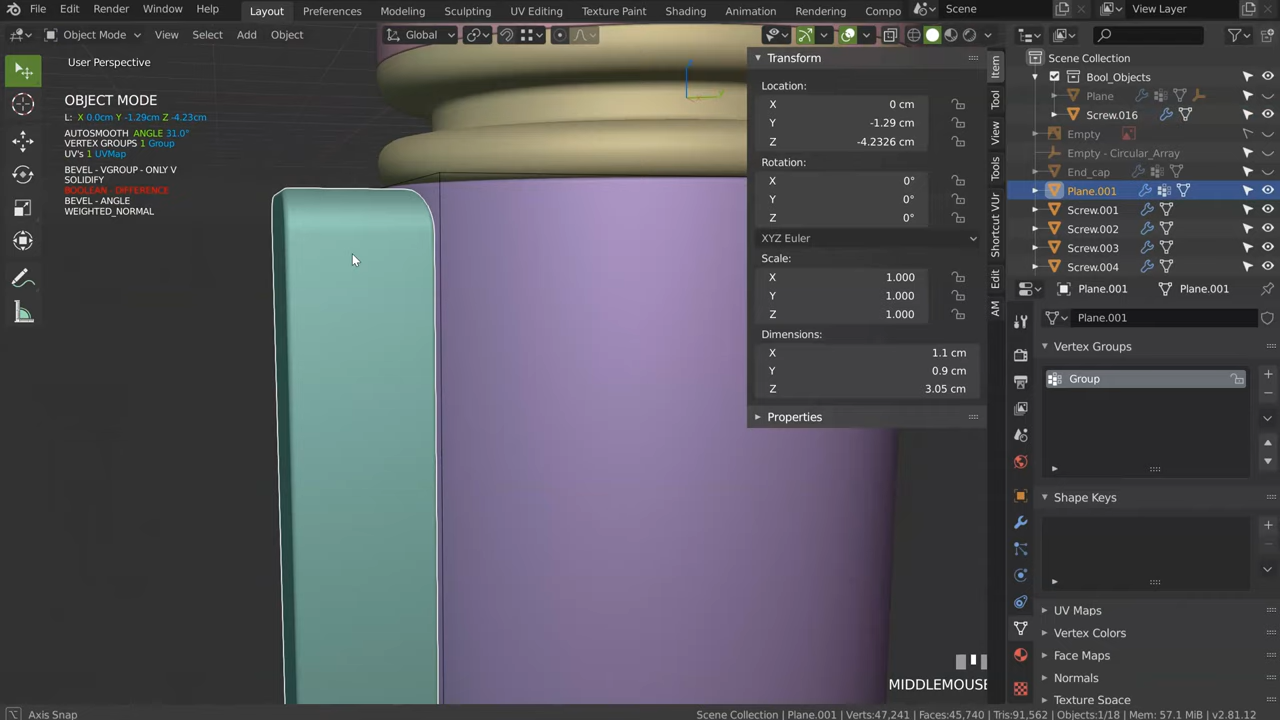 File Edit Render Window Help Layout Preferences Modeling Sculpting UV Editing Texture Paint Shading Animation Rendering Compo Scene View Layer
Object Mode View Select Add Object Global
User Perspective
OBJECT MODE
L: X 0.0cm Y -1.29 cm Z -4.23cm
AUTOSMOOTH ANGLE 31.0°
VERTEX GROUPS 1 Group
UV's 1 UVMap
BEVEL - VGROUP - ONLY V
SOLIDIFY
BOOLEAN - DIFFERENCE
BEVEL - ANGLE
WEIGHTED_NORMAL
Transform
Location:
X 0 cm
Y -1.29 cm
Z -4.2326 cm
Rotation:
X 0°
Y 0°
Z 0°
XYZ Euler
Scale:
X 1.000
Y 1.000
Z 1.000
Dimensions:
X 1.1 cm
Y 0.9 cm
Z 3.05 cm
Properties
Item
Tool
View
Tools
Shortcut VUr
Edit
AM
Scene Collection
Bool_Objects
Plane
Screw.016
Empty
Empty - Circular_Array
End_cap
Plane.001
Screw.001
Screw.002
Screw.003
Screw.004
Plane.001 Plane.001
Plane.001
Vertex Groups
Group
Shape Keys
UV Maps
Vertex Colors
Face Maps
Normals
Texture Space
MIDDLEMOUSE
Axis Snap
Scene Collection | Plane.001 | Verts:47,241 | Faces:45,740 | Tris:91,562 | Objects:1/18 | Mem: 57.1 MiB | v2.81.12